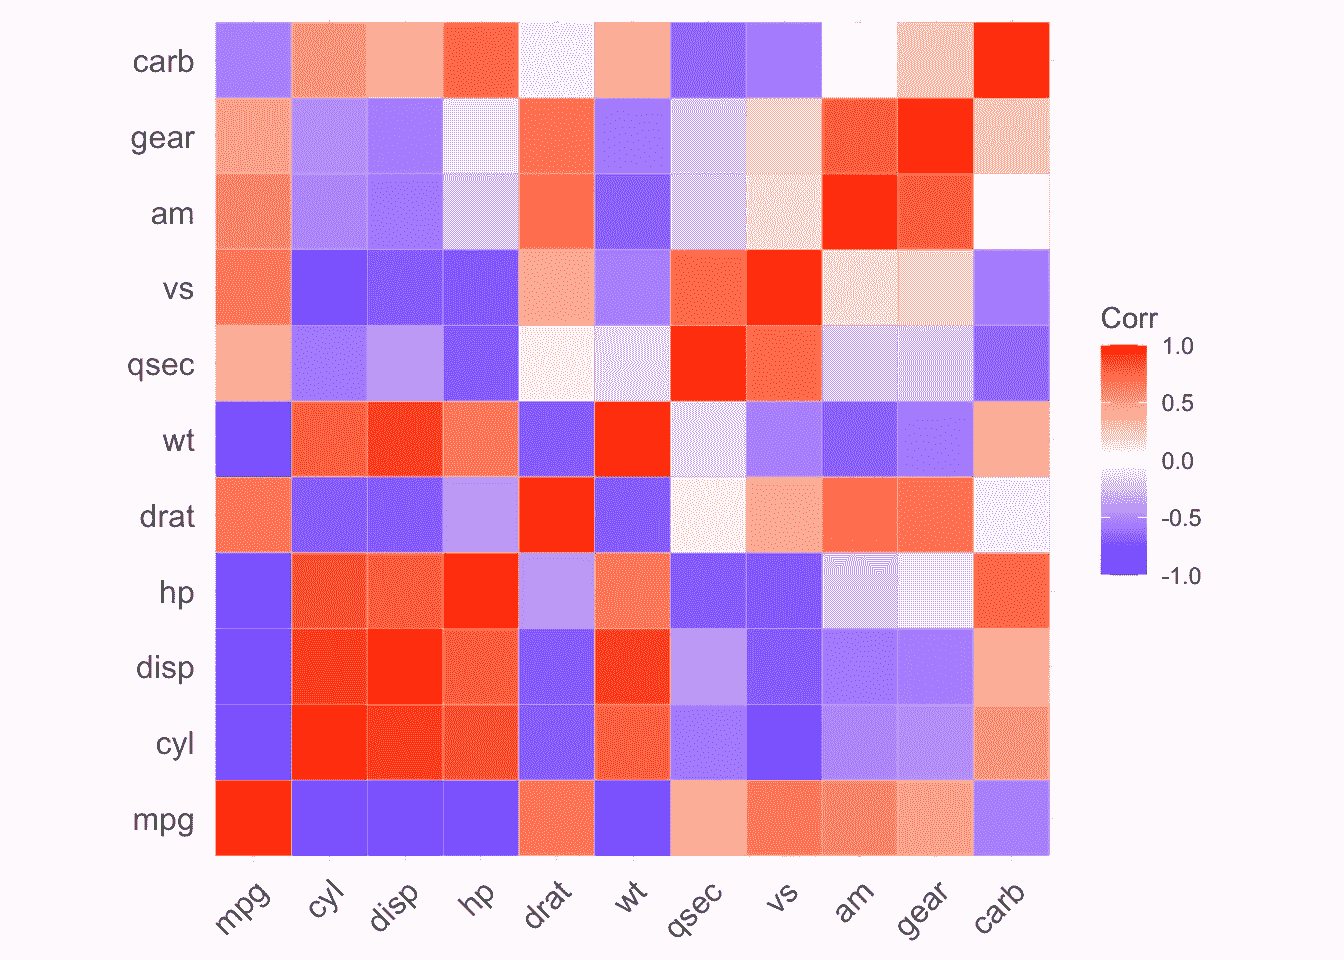 carb
gear
am
vs
qsec
wt
drat
hp
disp
cyl
mpg
mpg cyl disp hp drat wt qsec vs am gear carb
Corr
1.0
0.5
0.0
-0.5
-1.0